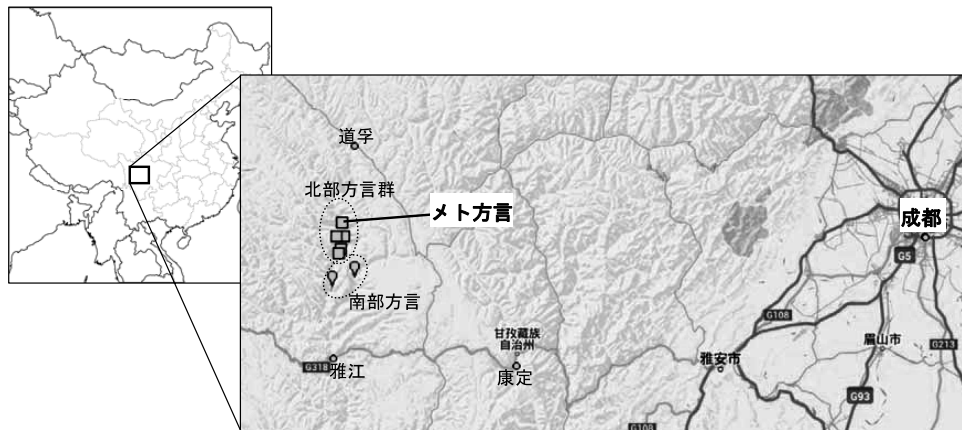 道孚
北部方言群
メト方言
成都
G5
南部方言
G108
甘孜藏族
自治州
眉山市
G213
雅安市
G318
雅江
康定
G93
G108